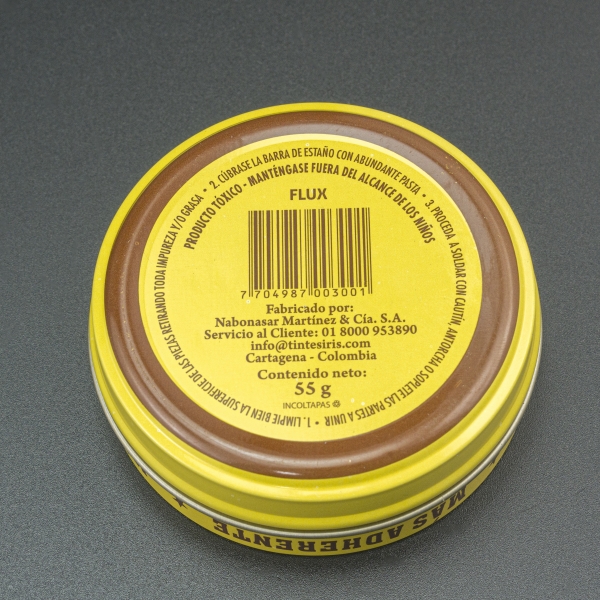 1. LIMPIE BIEN LA SUPERFICIE DE LAS PIEZAS RETIRANDO TODA IMPUREZA Y/O GRASA • 2. CÚBRASE LA BARRA DE ESTAÑO CON ABUNDANTE PASTA • 3. PROCEDA A SOLDAR CON CAUTÍN, ANTORCHA O SOPLETE LAS PARTES A UNIR •
PRODUCTO TÓXICO - MANTÉNGASE FUERA DEL ALCANCE DE LOS NIÑOS
FLUX
7 704987 003001
Fabricado por:
Nabonasar Martínez & Cía. S.A.
Servicio al Cliente: 01 8000 953890
info@tintesiris.com
Cartagena - Colombia
Contenido neto:
55 g
INCOLTAPAS
MÁS ADHERENTE